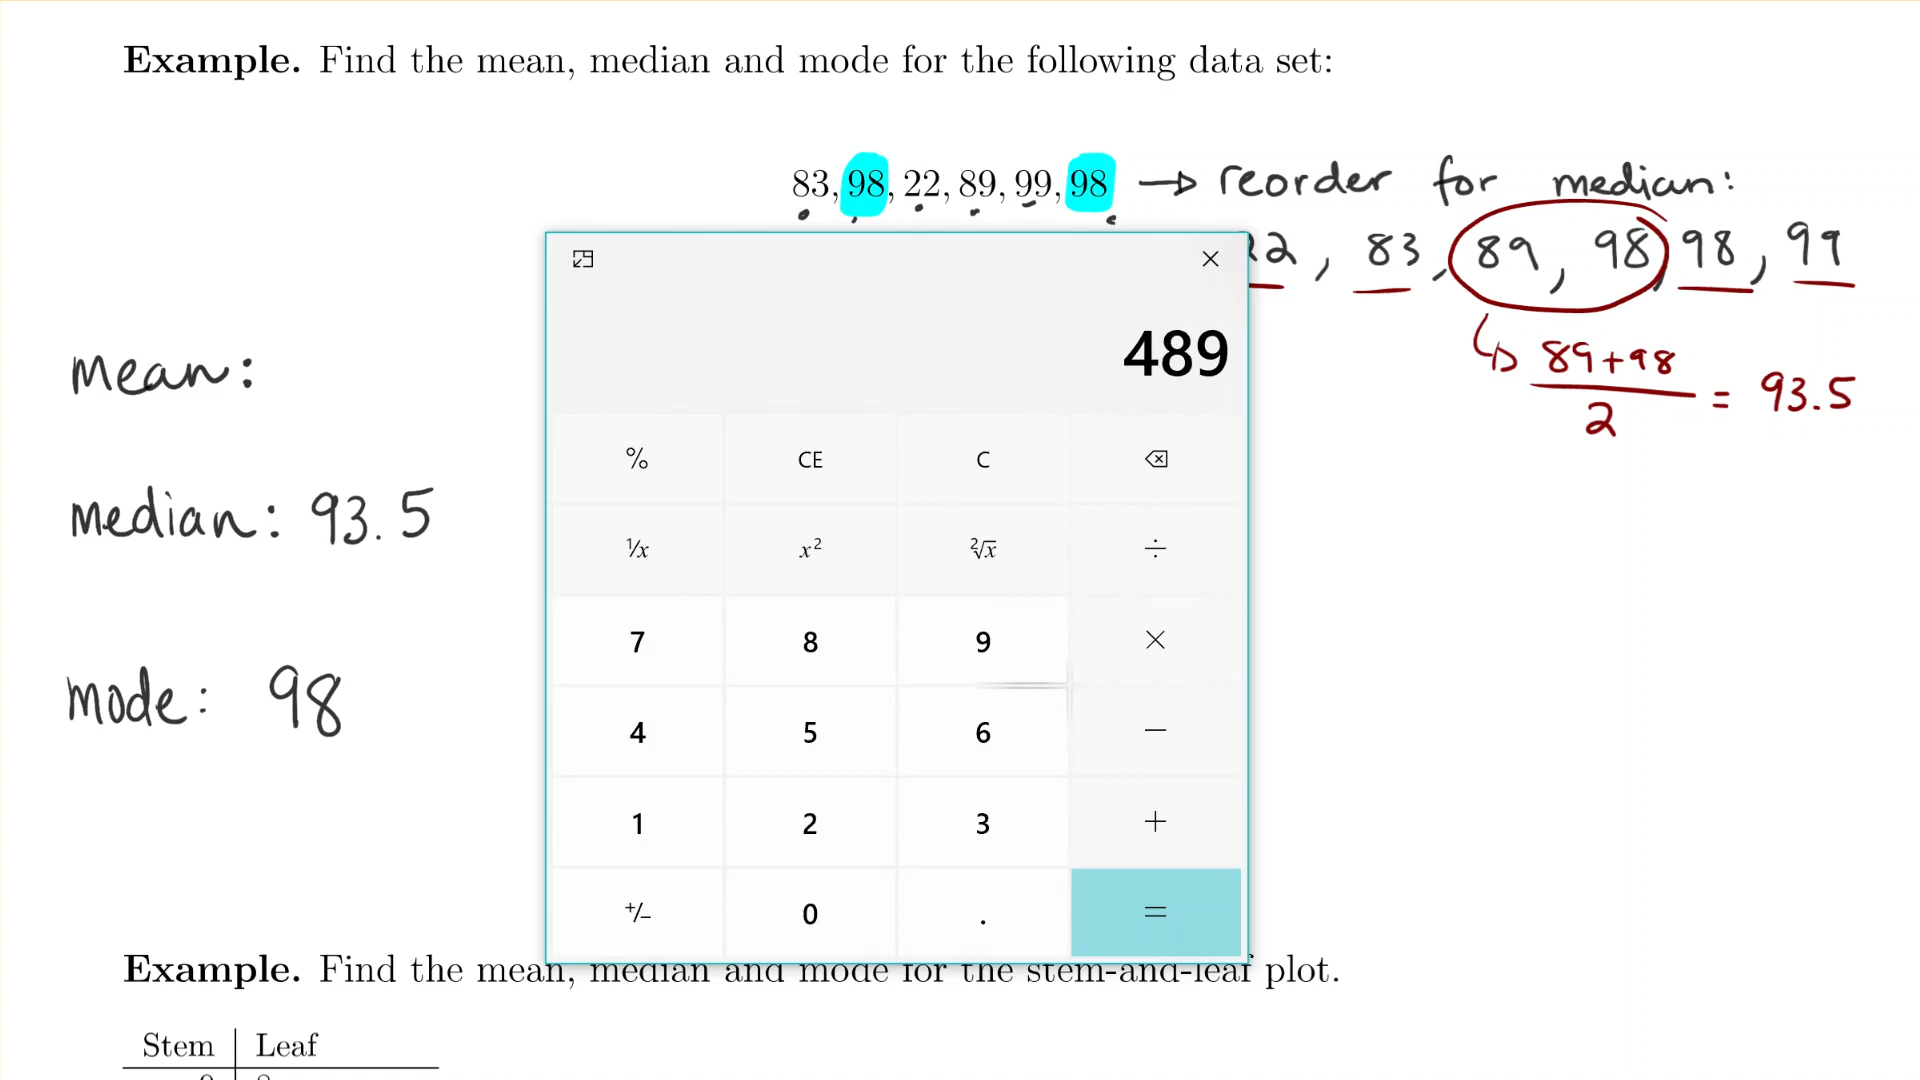 Example. Find the mean, median and mode for the following data set:
83, 98, 22, 89, 99, 98 → reorder for median:
22, 83, 89, 98, 98, 99
89+98
2
= 93.5
mean:
median: 93.5
mode: 98
489
% CE C
1/x x² ²√x ÷
7 8 9 ×
4 5 6 −
1 2 3 +
+/− 0 . =
Example. Find the mean, median and mode for the stem-and-leaf plot.
Stem Leaf